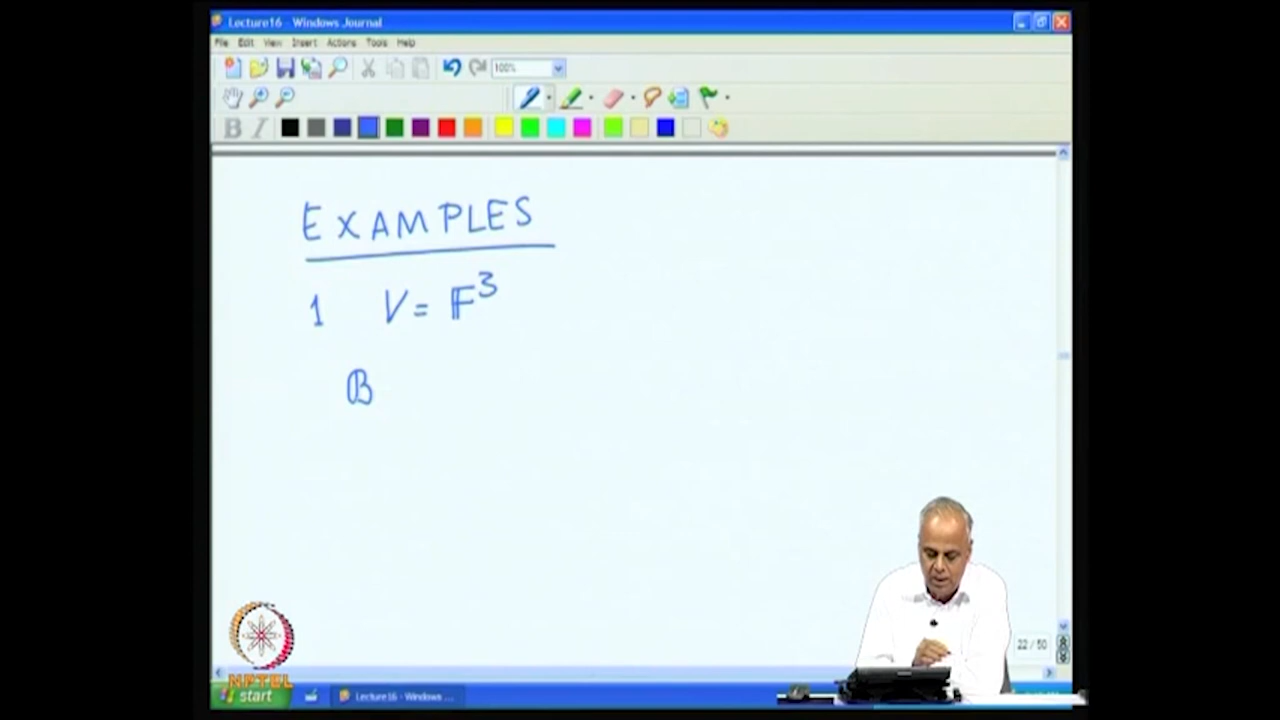 Lecture16 - Windows Journal
File Edit View Insert Actions Tools Help
100%
B I
EXAMPLES
1 V = 𝔽³
𝔹
22 / 50
NPTEL
start Lecture16 - Windows ...